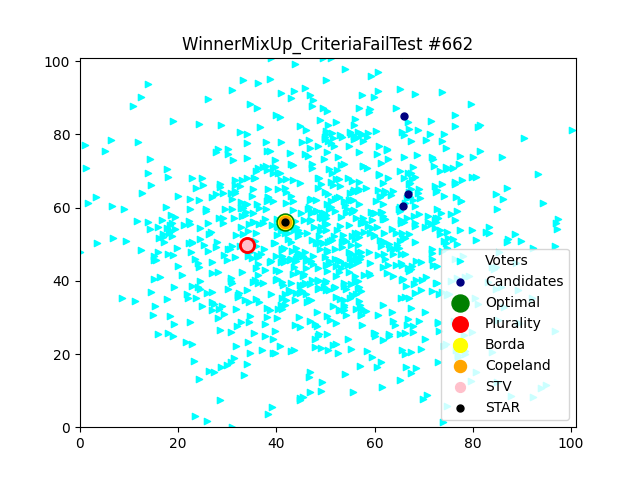 WinnerMixUp_CriteriaFailTest #662
100
80
60
40
20
0
0 20 40 60 80 100
Voters
Candidates
Optimal
Plurality
Borda
Copeland
STV
STAR